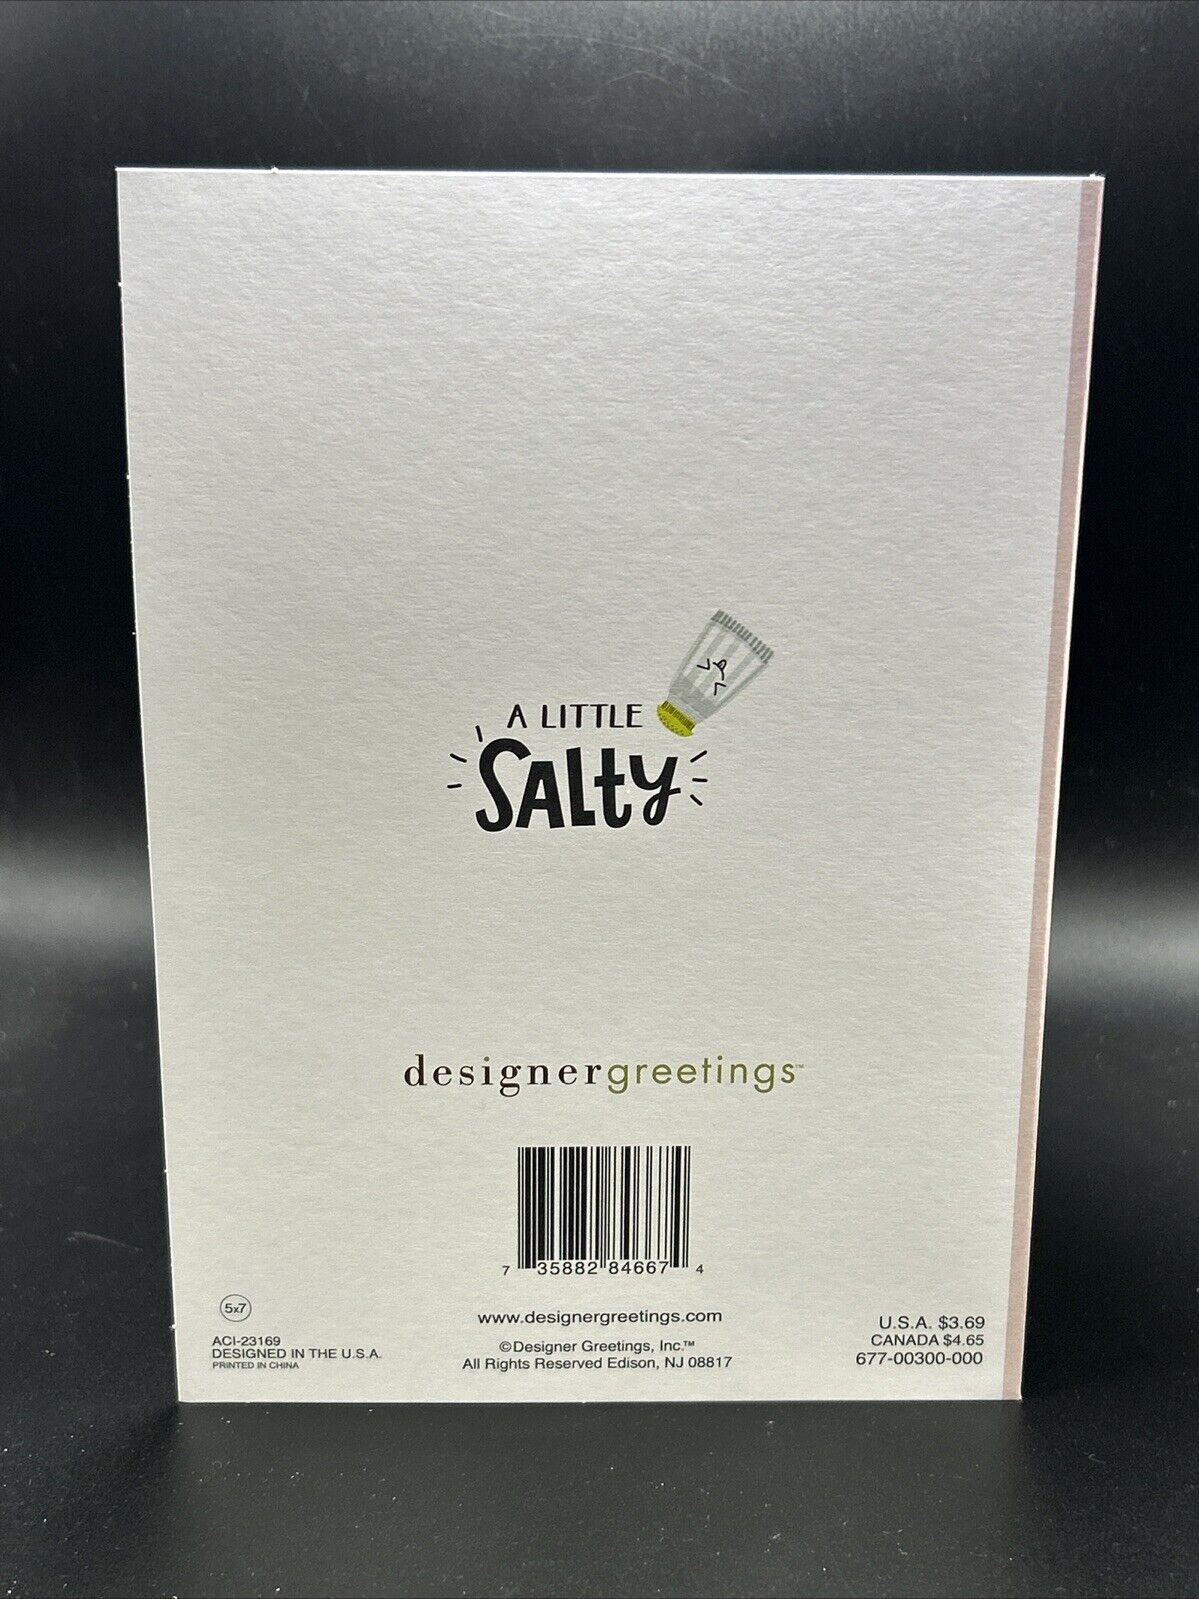 A LITTLE
SALty
designergreetings™
7 35882 84667 4
5x7
ACI-23169
DESIGNED IN THE U.S.A.
PRINTED IN CHINA
www.designergreetings.com
©Designer Greetings, Inc.™
All Rights Reserved Edison, NJ 08817
U.S.A. $3.69
CANADA $4.65
677-00300-000